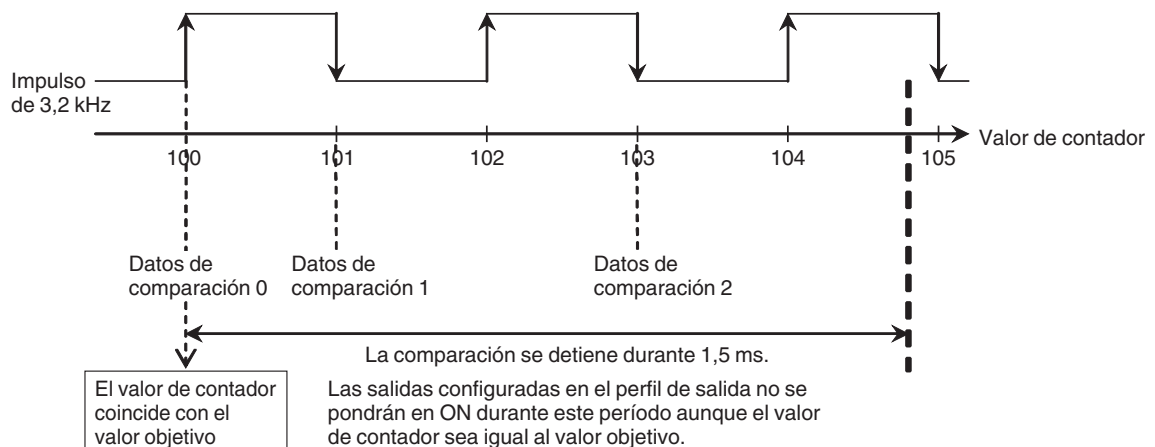 Impulso
de 3,2 kHz
Valor de contador
100 101 102 103 104 105
Datos de
comparación 0
Datos de
comparación 1
Datos de
comparación 2
La comparación se detiene durante 1,5 ms.
El valor de contador
coincide con el
valor objetivo
Las salidas configuradas en el perfil de salida no se
pondrán en ON durante este período aunque el valor
de contador sea igual al valor objetivo.